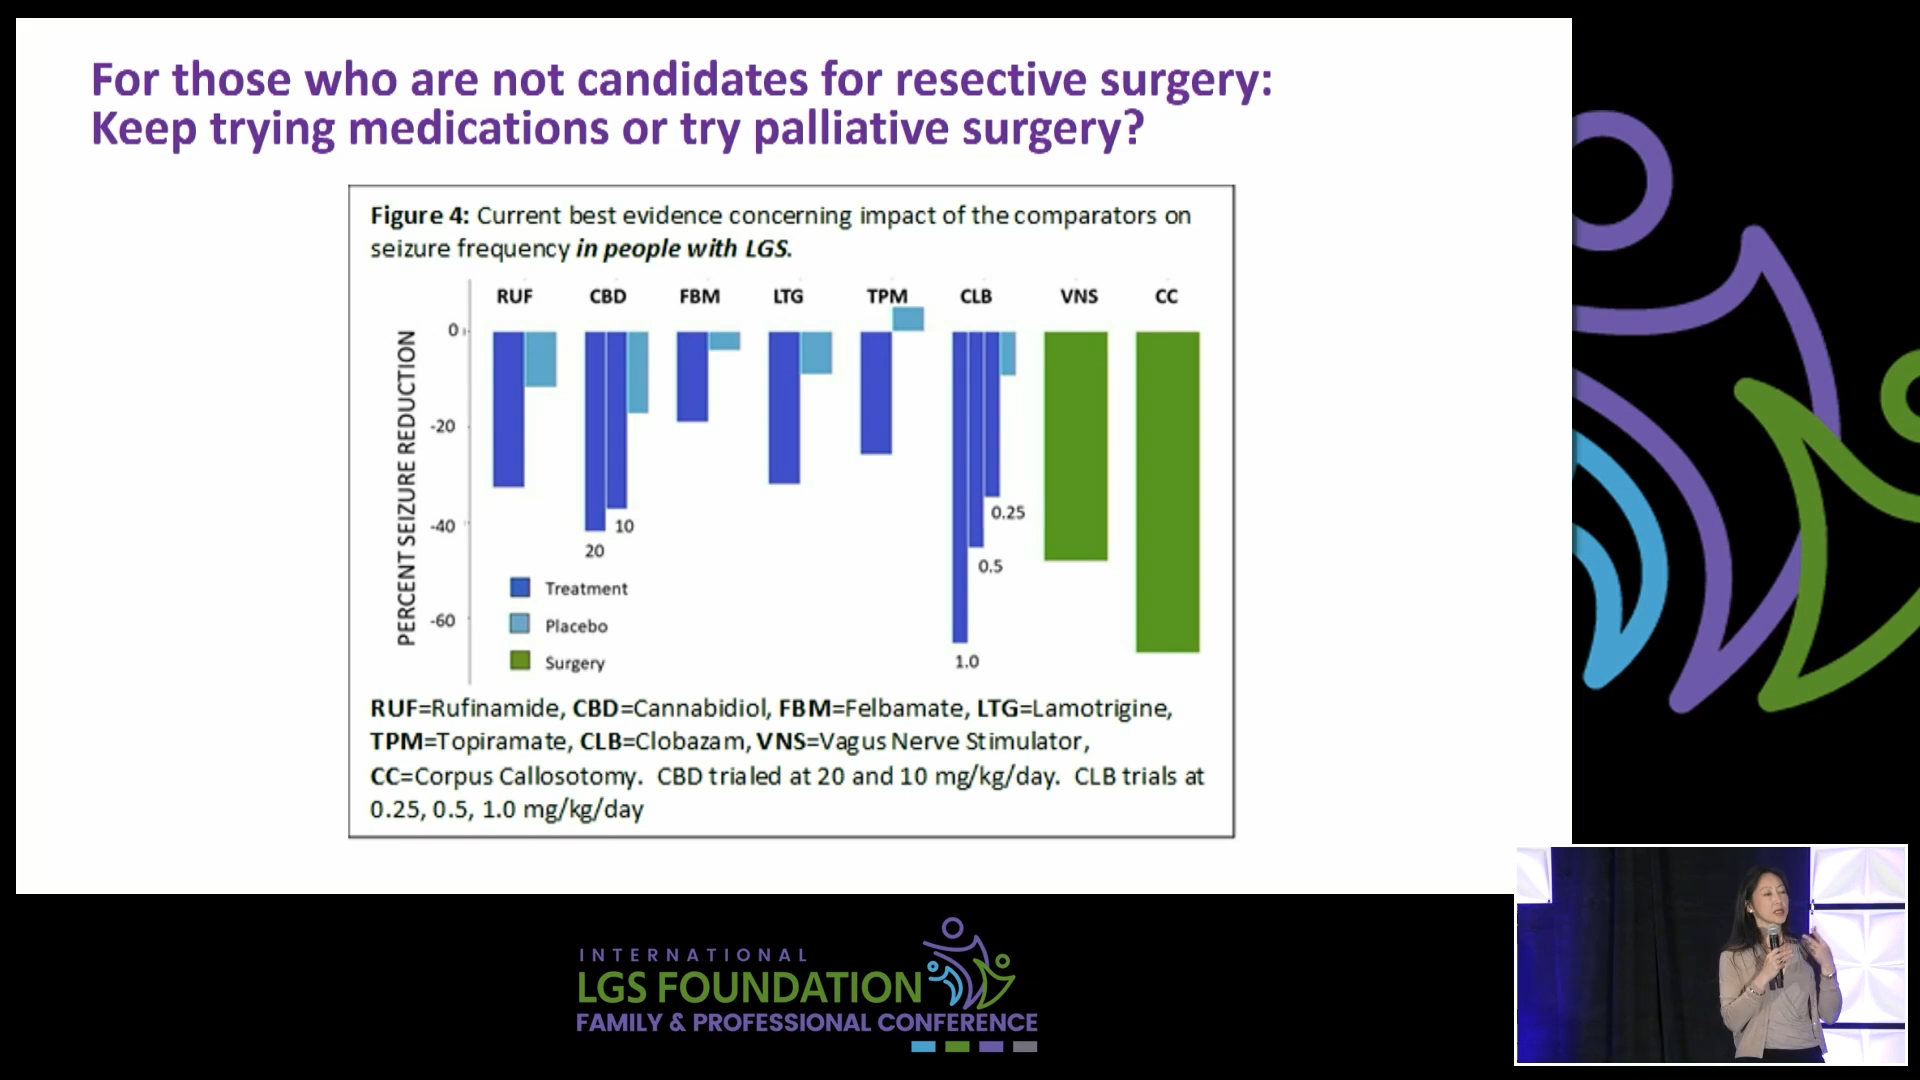 For those who are not candidates for resective surgery:
Keep trying medications or try palliative surgery?
Figure 4: Current best evidence concerning impact of the comparators on
seizure frequency in people with LGS.
RUF CBD FBM LTG TPM CLB VNS CC
PERCENT SEIZURE REDUCTION
0
-20
-40
-60
20
10
0.25
0.5
1.0
Treatment
Placebo
Surgery
RUF=Rufinamide, CBD=Cannabidiol, FBM=Felbamate, LTG=Lamotrigine,
TPM=Topiramate, CLB=Clobazam, VNS=Vagus Nerve Stimulator,
CC=Corpus Callosotomy. CBD trialed at 20 and 10 mg/kg/day. CLB trials at
0.25, 0.5, 1.0 mg/kg/day
INTERNATIONAL
LGS FOUNDATION
FAMILY & PROFESSIONAL CONFERENCE